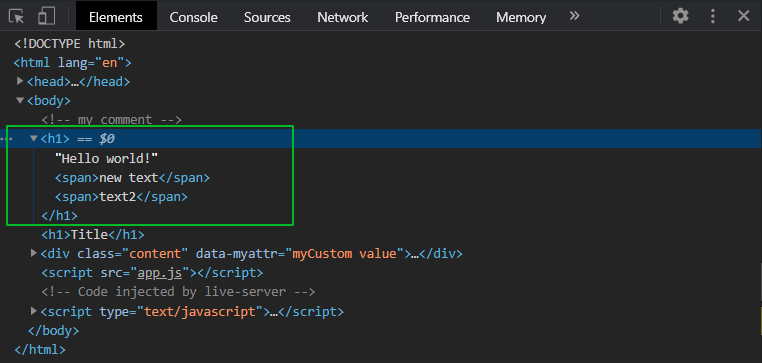 Elements Console Sources Network Performance Memory »
<!DOCTYPE html>
<html lang="en">
<head>…</head>
<body>
<!-- my comment -->
… <h1> == $0
"Hello world!"
<span>new text</span>
<span>text2</span>
</h1>
<h1>Title</h1>
<div class="content" data-myattr="myCustom value">…</div>
<script src="app.js"></script>
<!-- Code injected by live-server -->
<script type="text/javascript">…</script>
</body>
</html>